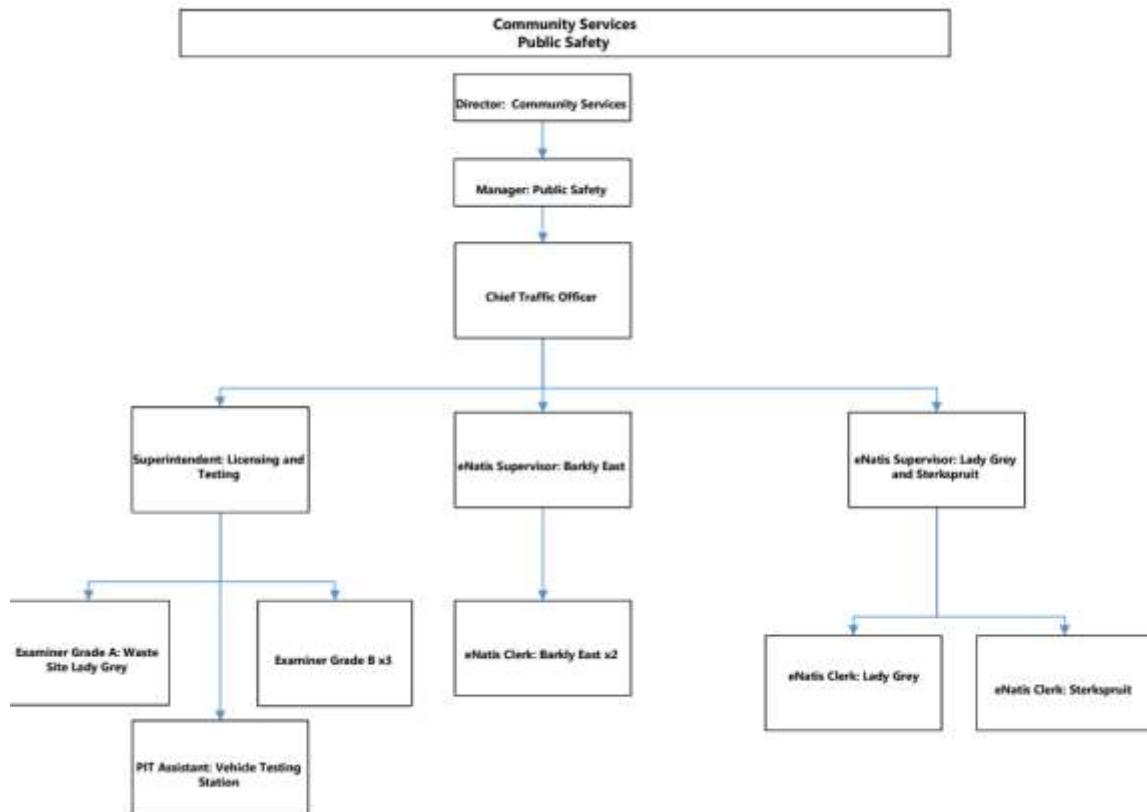 Community Services
Public Safety
Director:  Community Services
Manager: Public Safety
Chief Traffic Officer
Superintendent: Licensing and
Testing
eNatis Supervisor: Barkly East
eNatis Supervisor: Lady Grey
and Sterkspruit
Examiner Grade A: Waste
Site Lady Grey
Examiner Grade B x3
eNatis Clerk: Barkly East x2
eNatis Clerk: Lady Grey
eNatis Clerk: Sterkspruit
PIT Assistant: Vehicle Testing
Station